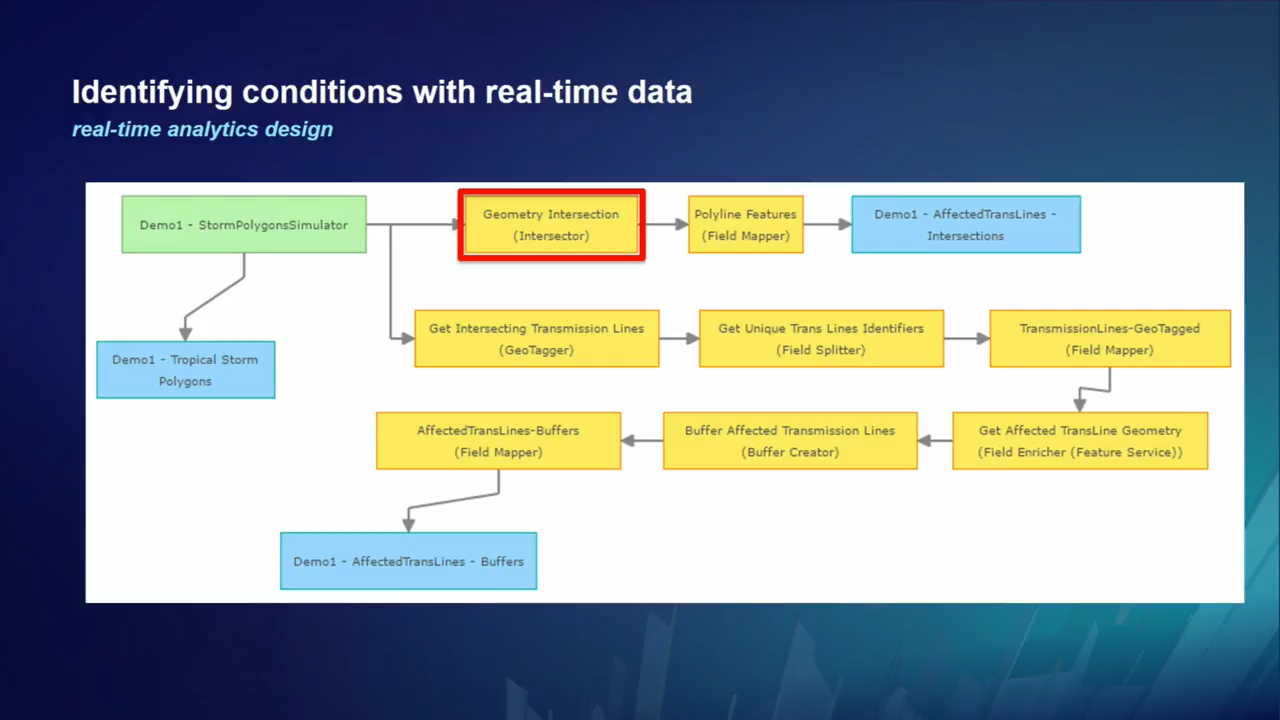 Identifying conditions with real-time data
real-time analytics design
Demo1 - StormPolygonsSimulator
Geometry Intersection
(Intersector)
Polyline Features
(Field Mapper)
Demo1 - AffectedTransLines -
Intersections
Get Intersecting Transmission Lines
(GeoTagger)
Get Unique Trans Lines Identifiers
(Field Splitter)
TransmissionLines-GeoTagged
(Field Mapper)
Demo1 - Tropical Storm
Polygons
AffectedTransLines-Buffers
(Field Mapper)
Buffer Affected Transmission Lines
(Buffer Creator)
Get Affected TransLine Geometry
(Field Enricher (Feature Service))
Demo1 - AffectedTransLines - Buffers